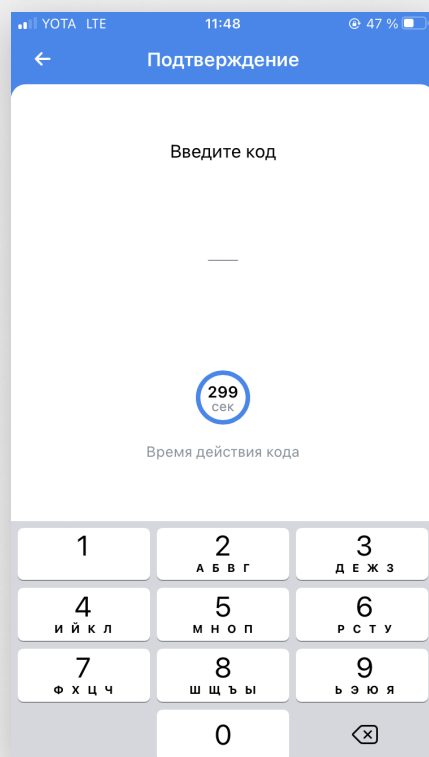 YOTA LTE 11:48 47 %
Подтверждение
Введите код
299
сек
Время действия кода
1 2 3
А Б В Г Д Е Ж З
4 5 6
И Й К Л М Н О П Р С Т У
7 8 9
Ф Х Ц Ч Ш Щ Ъ Ы Ь Э Ю Я
0